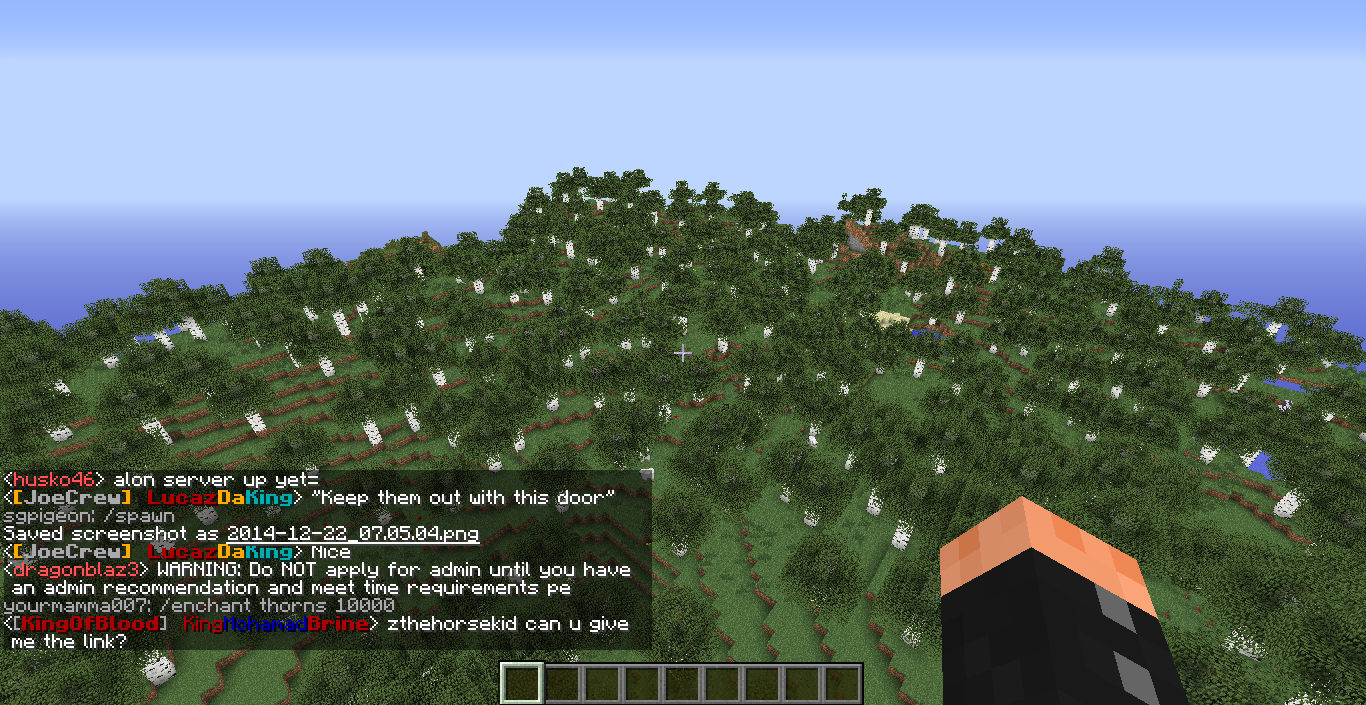 <husko46> alon server up yet=
<[JoeCrew] LucazDaKing> "Keep them out with this door"
sgpigeon: /spawn
Saved screenshot as 2014-12-22_07.05.04.png
<[JoeCrew] LucazDaKing> Nice
<dragonblaz3> WARNING: Do NOT apply for admin until you have
an admin recommendation and meet time requirements pe
yourmamma007: /enchant thorns 10000
<[KingOfBlood] KingMohamedBrine> zthehorsekid can u give
me the link?